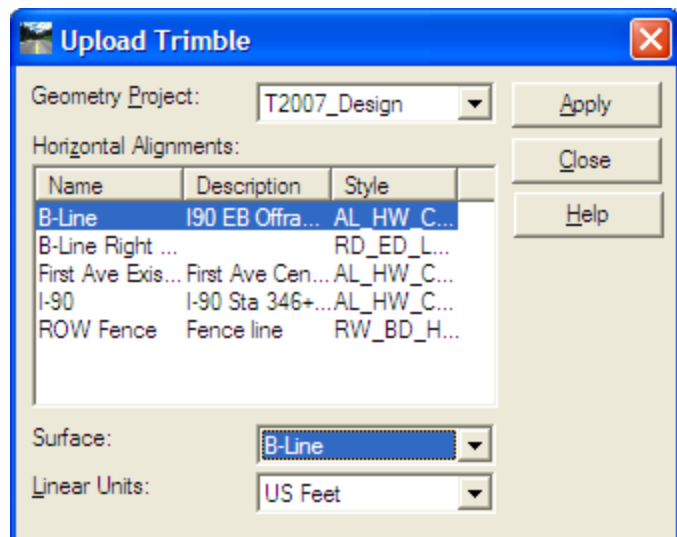 Upload Trimble
Geometry Project: T2007_Design Apply
Horizontal Alignments: Close
Name Description Style Help
B-Line I90 EB Offra... AL_HW_C...
B-Line Right ... RD_ED_L...
First Ave Exis... First Ave Cen... AL_HW_C...
I-90 I-90 Sta 346+... AL_HW_C...
ROW Fence Fence line RW_BD_H...
Surface: B-Line
Linear Units: US Feet